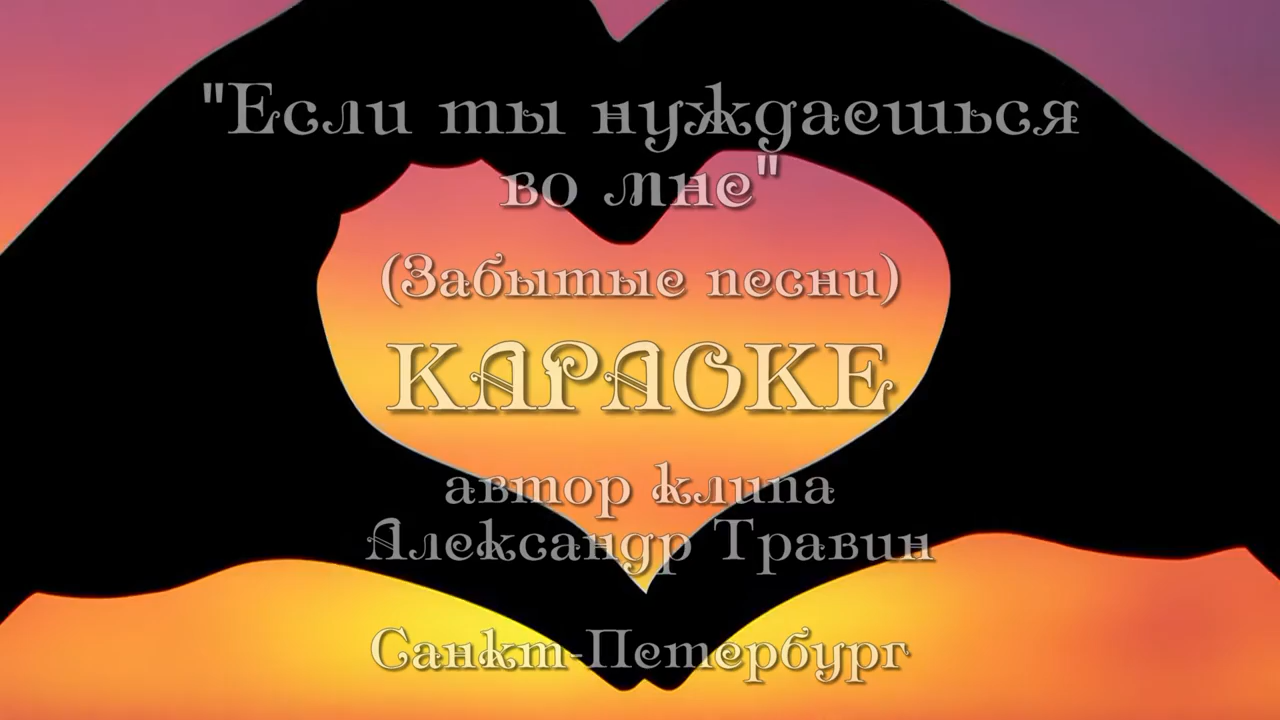 "Если ты нуждаешься
во мне"
(Забытые песни)
КАРАОКЕ
автор клипа
Александр Травин
Санкт-Петербург